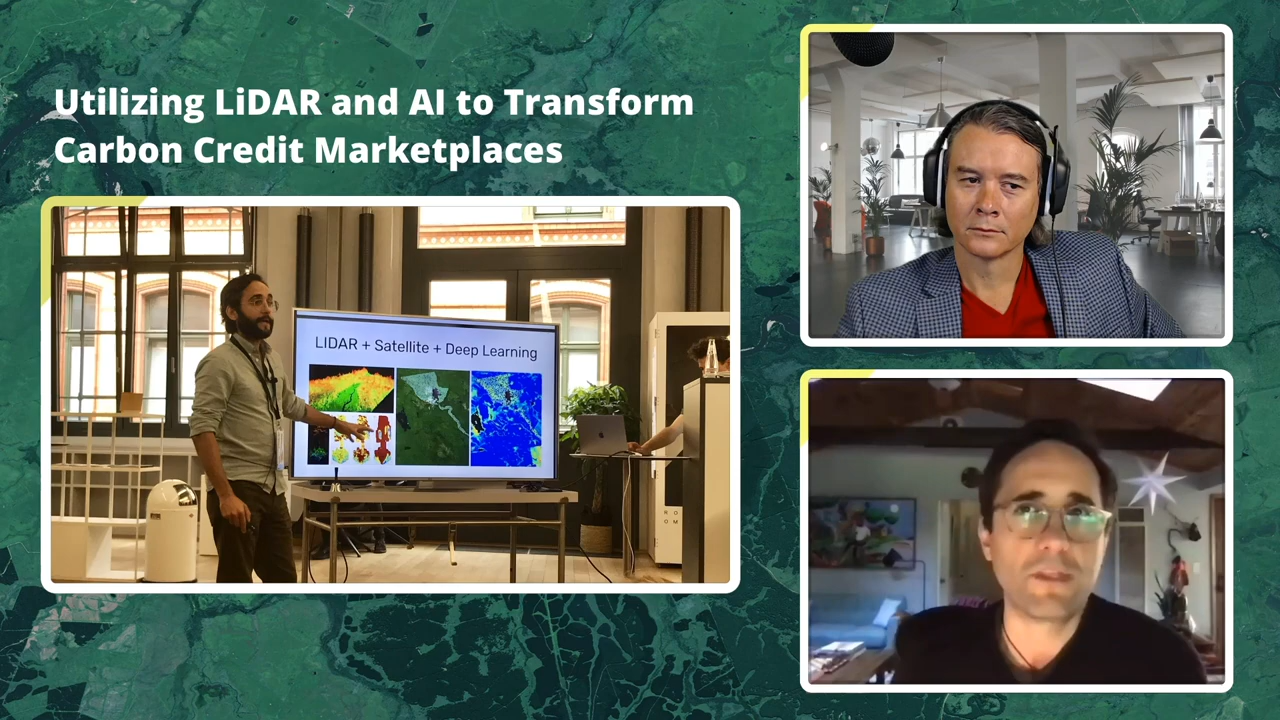 Utilizing LiDAR and AI to Transform
Carbon Credit Marketplaces
LIDAR + Satellite + Deep Learning
R O
O M